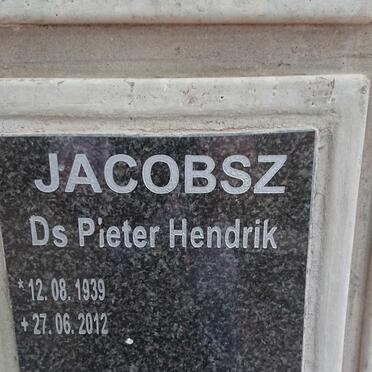 JACOBSZ
Ds Pieter Hendrik
* 12. 08. 1939
+ 27. 06. 2012